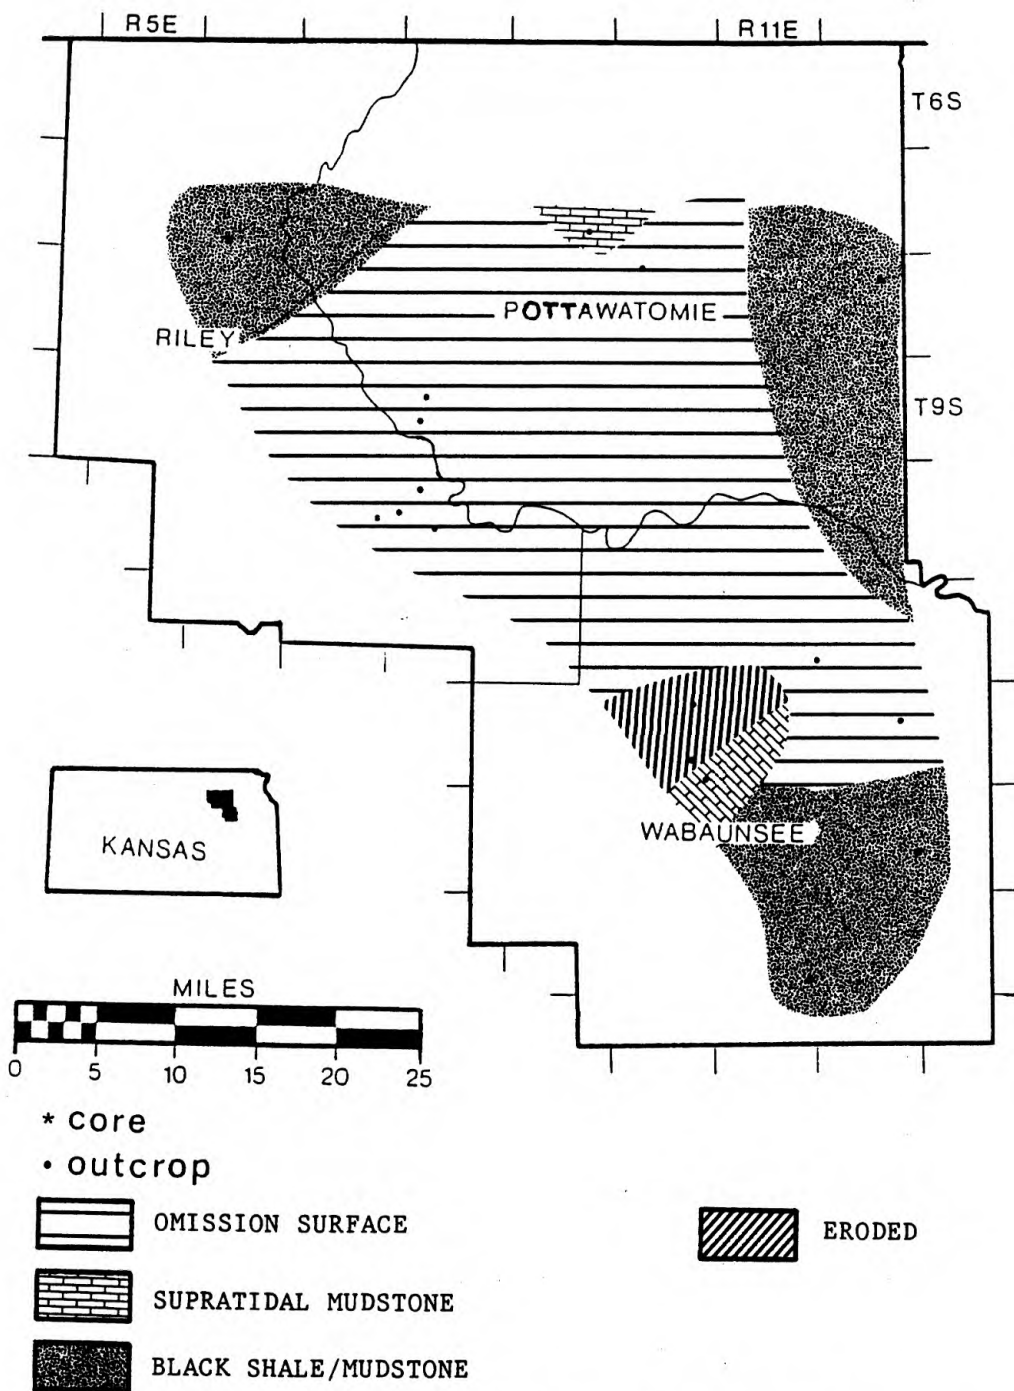 R5E
R11E
T6S
POTTAWATOMIE
RILEY
T9S
WABAUNSEE
KANSAS
MILES
0 5 10 15 20 25
* core
• outcrop
OMISSION SURFACE
ERODED
SUPRATIDAL MUDSTONE
BLACK SHALE/MUDSTONE